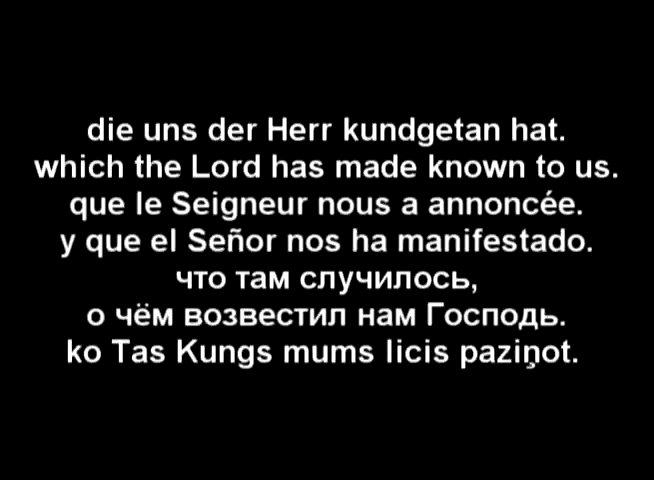 die uns der Herr kundgetan hat.
which the Lord has made known to us.
que le Seigneur nous a annoncée.
y que el Señor nos ha manifestado.
что там случилось,
о чём возвестил нам Господь.
ko Tas Kungs mums licis paziņot.